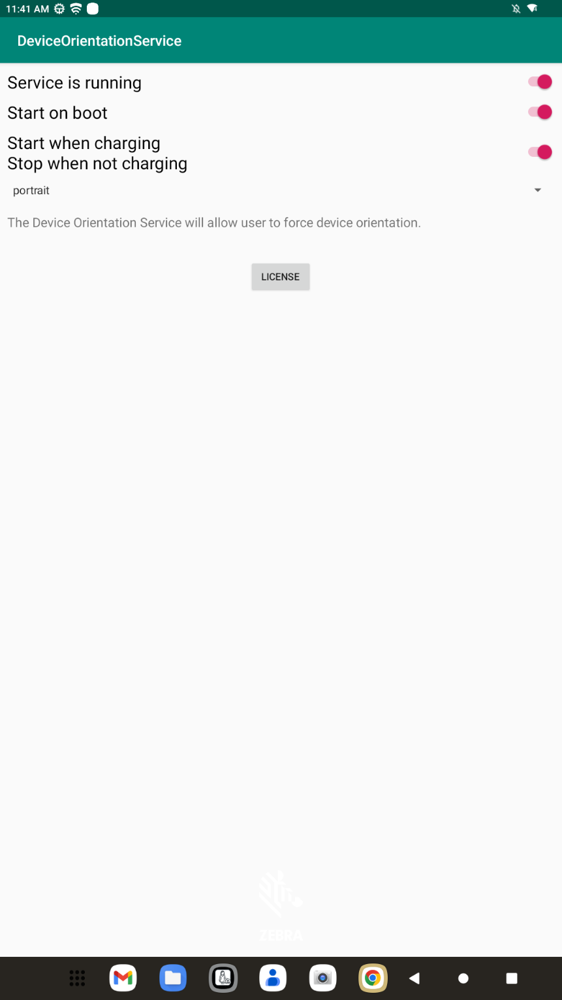 11:41 AM
DeviceOrientationService
Service is running
Start on boot
Start when charging
Stop when not charging
portrait
The Device Orientation Service will allow user to force device orientation.
LICENSE
ZEBRA